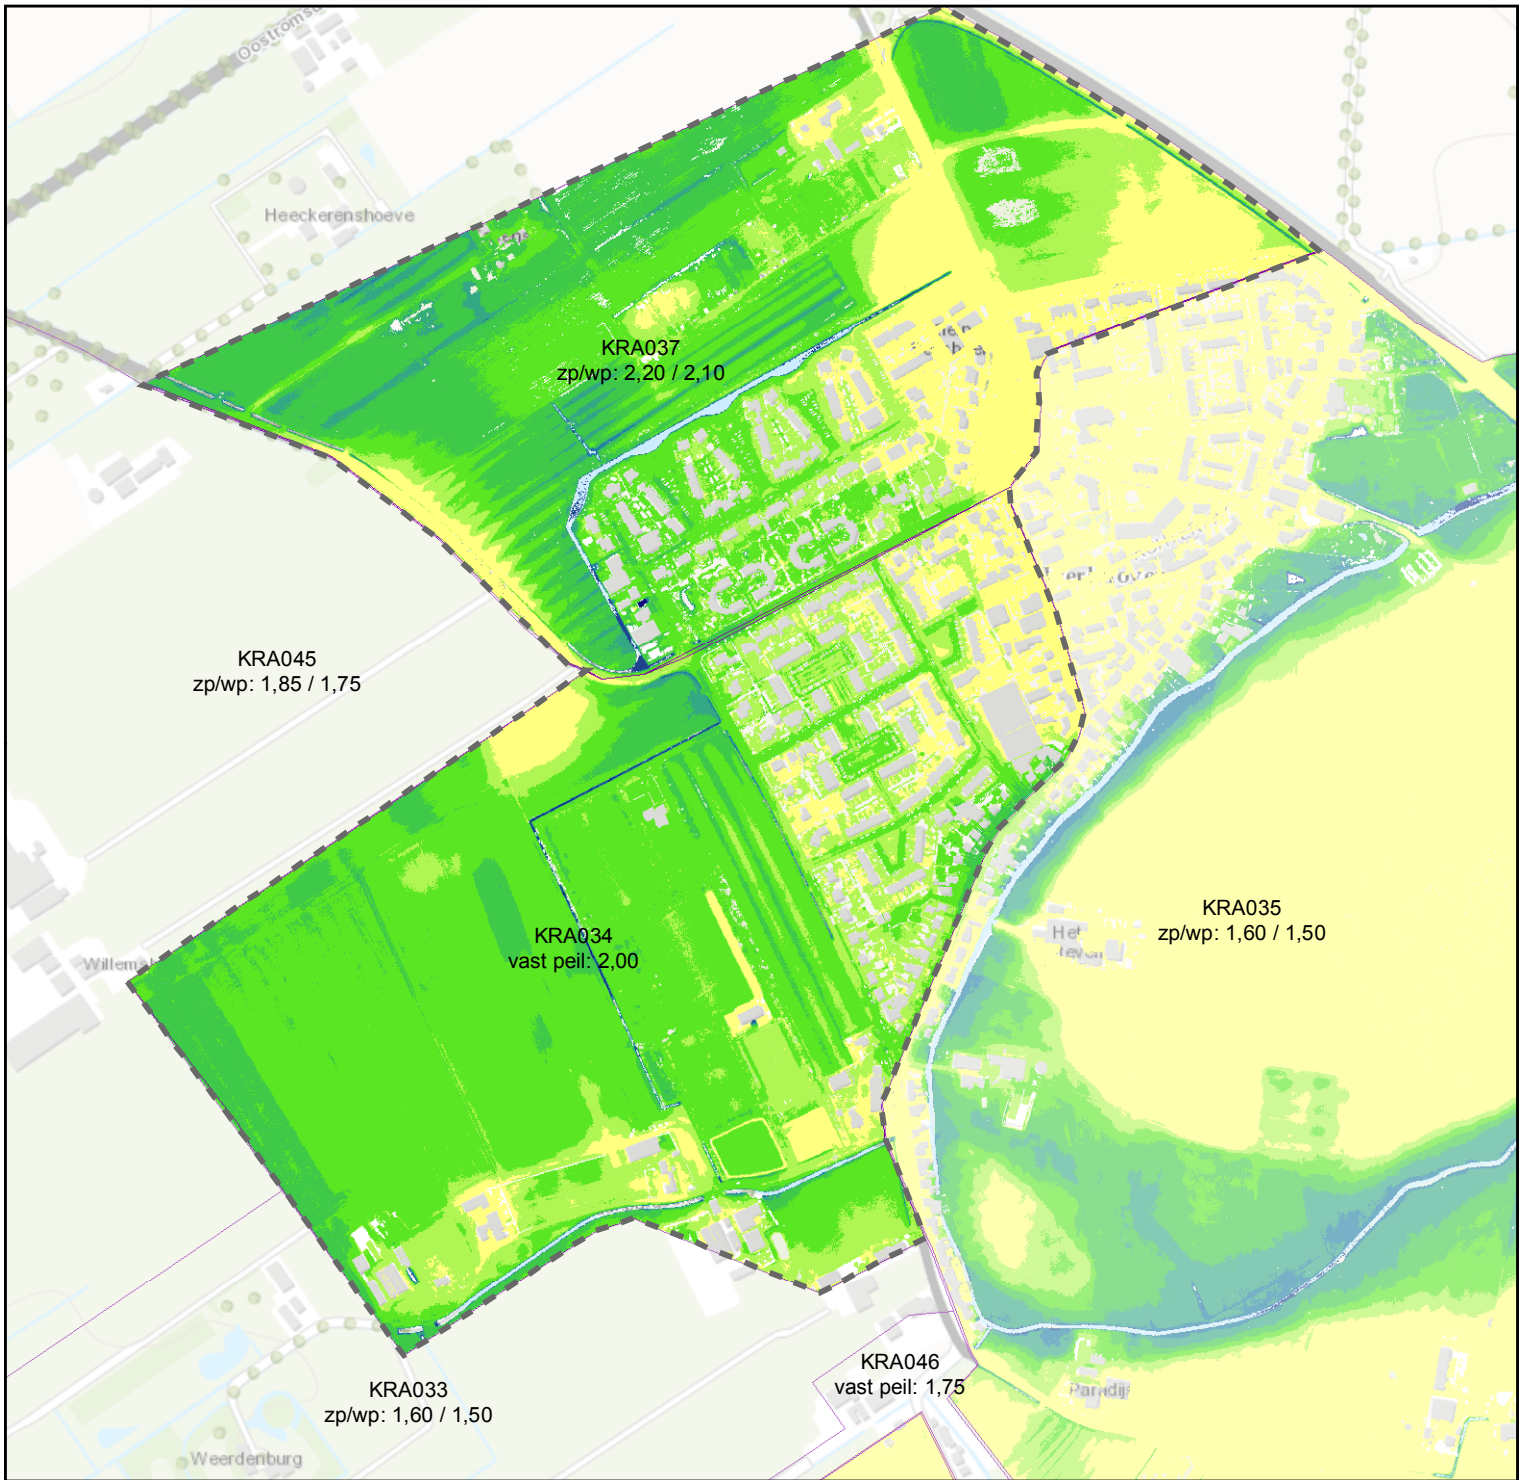 Heeckerenshoeve
KRA037
zp/wp: 2,20 / 2,10
KRA045
zp/wp: 1,85 / 1,75
KRA035
zp/wp: 1,60 / 1,50
Het
KRA034
vast peil: 2,00
KRA046
vast peil: 1,75
KRA033
zp/wp: 1,60 / 1,50
Paradijs
Weerdenburg